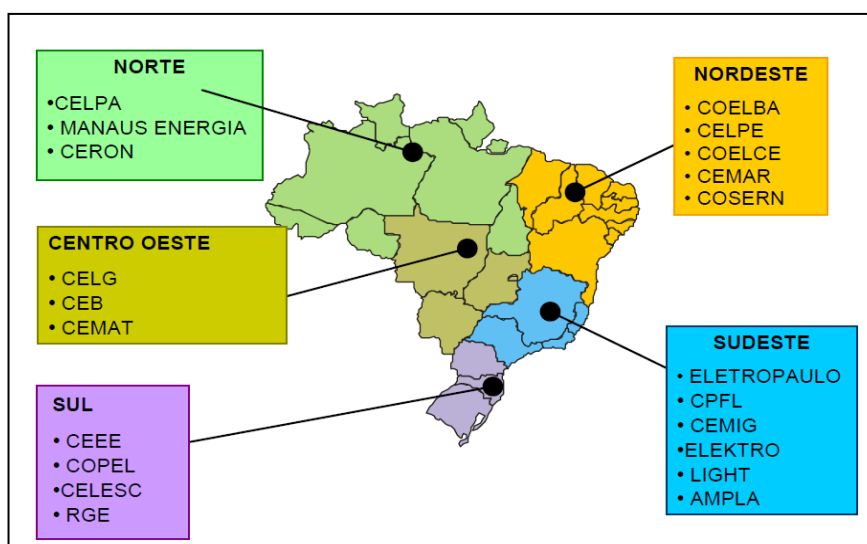 NORTE
•CELPA
• MANAUS ENERGIA
• CERON
NORDESTE
• COELBA
• CELPE
• COELCE
• CEMAR
• COSERN
CENTRO OESTE
• CELG
• CEB
• CEMAT
SUDESTE
• ELETROPAULO
• CPFL
• CEMIG
•ELEKTRO
• LIGHT
• AMPLA
SUL
• CEEE
• COPEL
•CELESC
• RGE